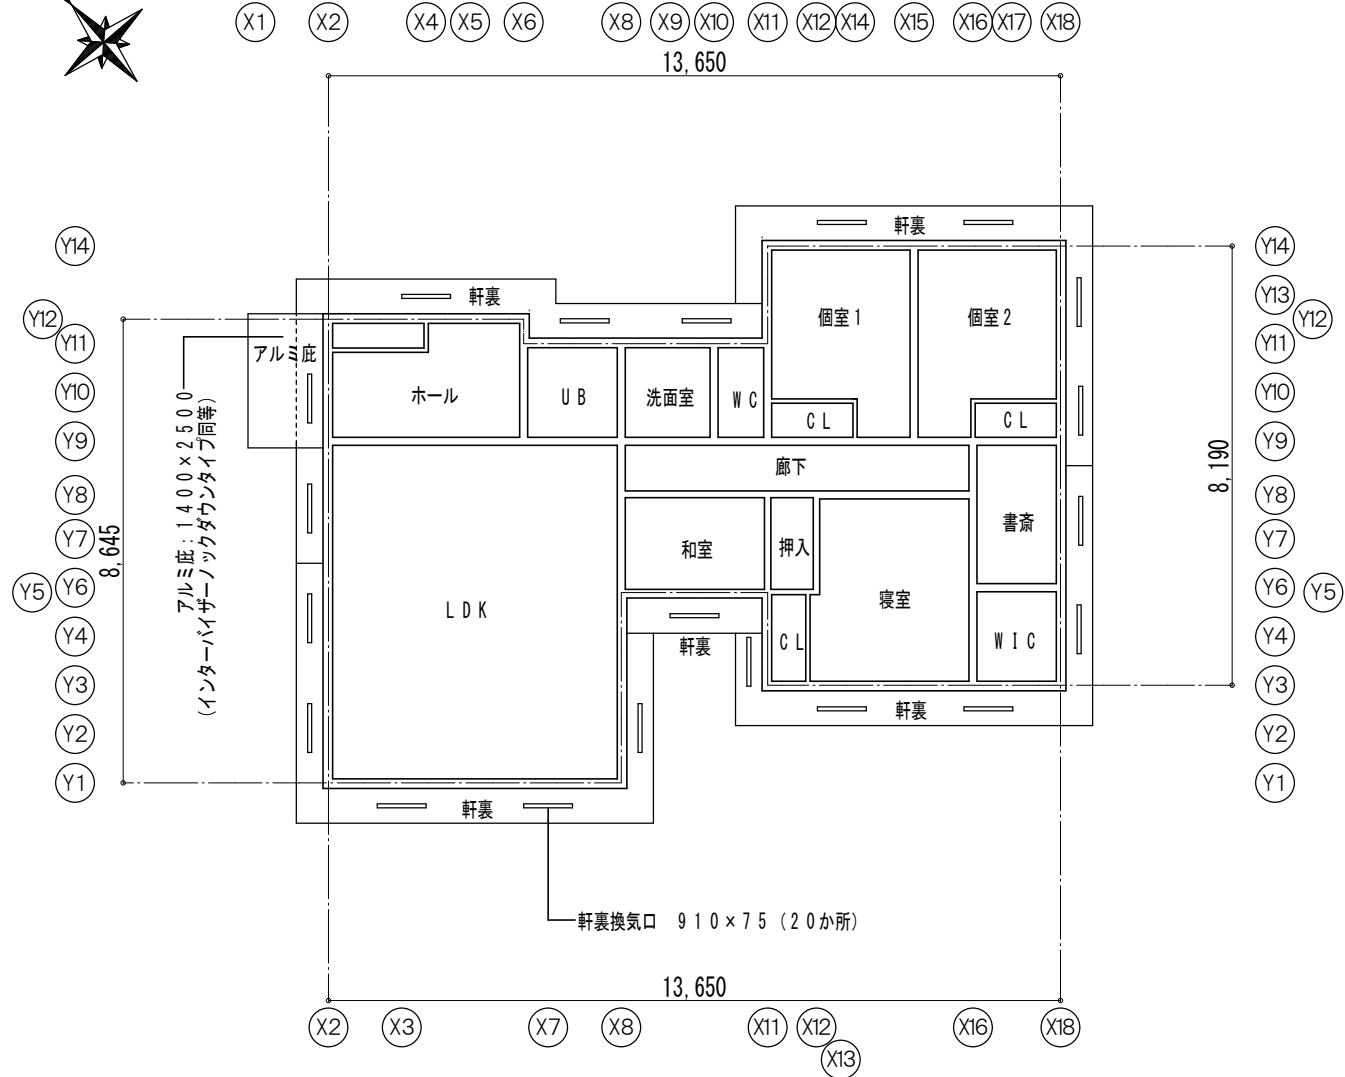 X1 X2 X4 X5 X6 X8 X9 X10 X11 X12 X14 X15 X16 X17 X18
13,650
軒裏
Y14 Y14
個室1 個室2
Y13
軒裏
Y12 Y12
Y11 Y11
アルミ庇
ホール UB 洗面室 WC
Y10 Y10
CL CL
Y9 Y9
廊下
8,190
Y8 Y8
書斎
Y7 Y7
和室 押入
8,645
アルミ庇:1400×2500
(インターバイザーノックダウンタイプ同等)
Y5 Y6 Y6 Y5
LDK 寝室
Y4 Y4
軒裏 CL WIC
Y3 Y3
軒裏
Y2 Y2
Y1 Y1
軒裏
軒裏換気口 910×75(20か所)
13,650
X2 X3 X7 X8 X11 X12 X16 X18
X13